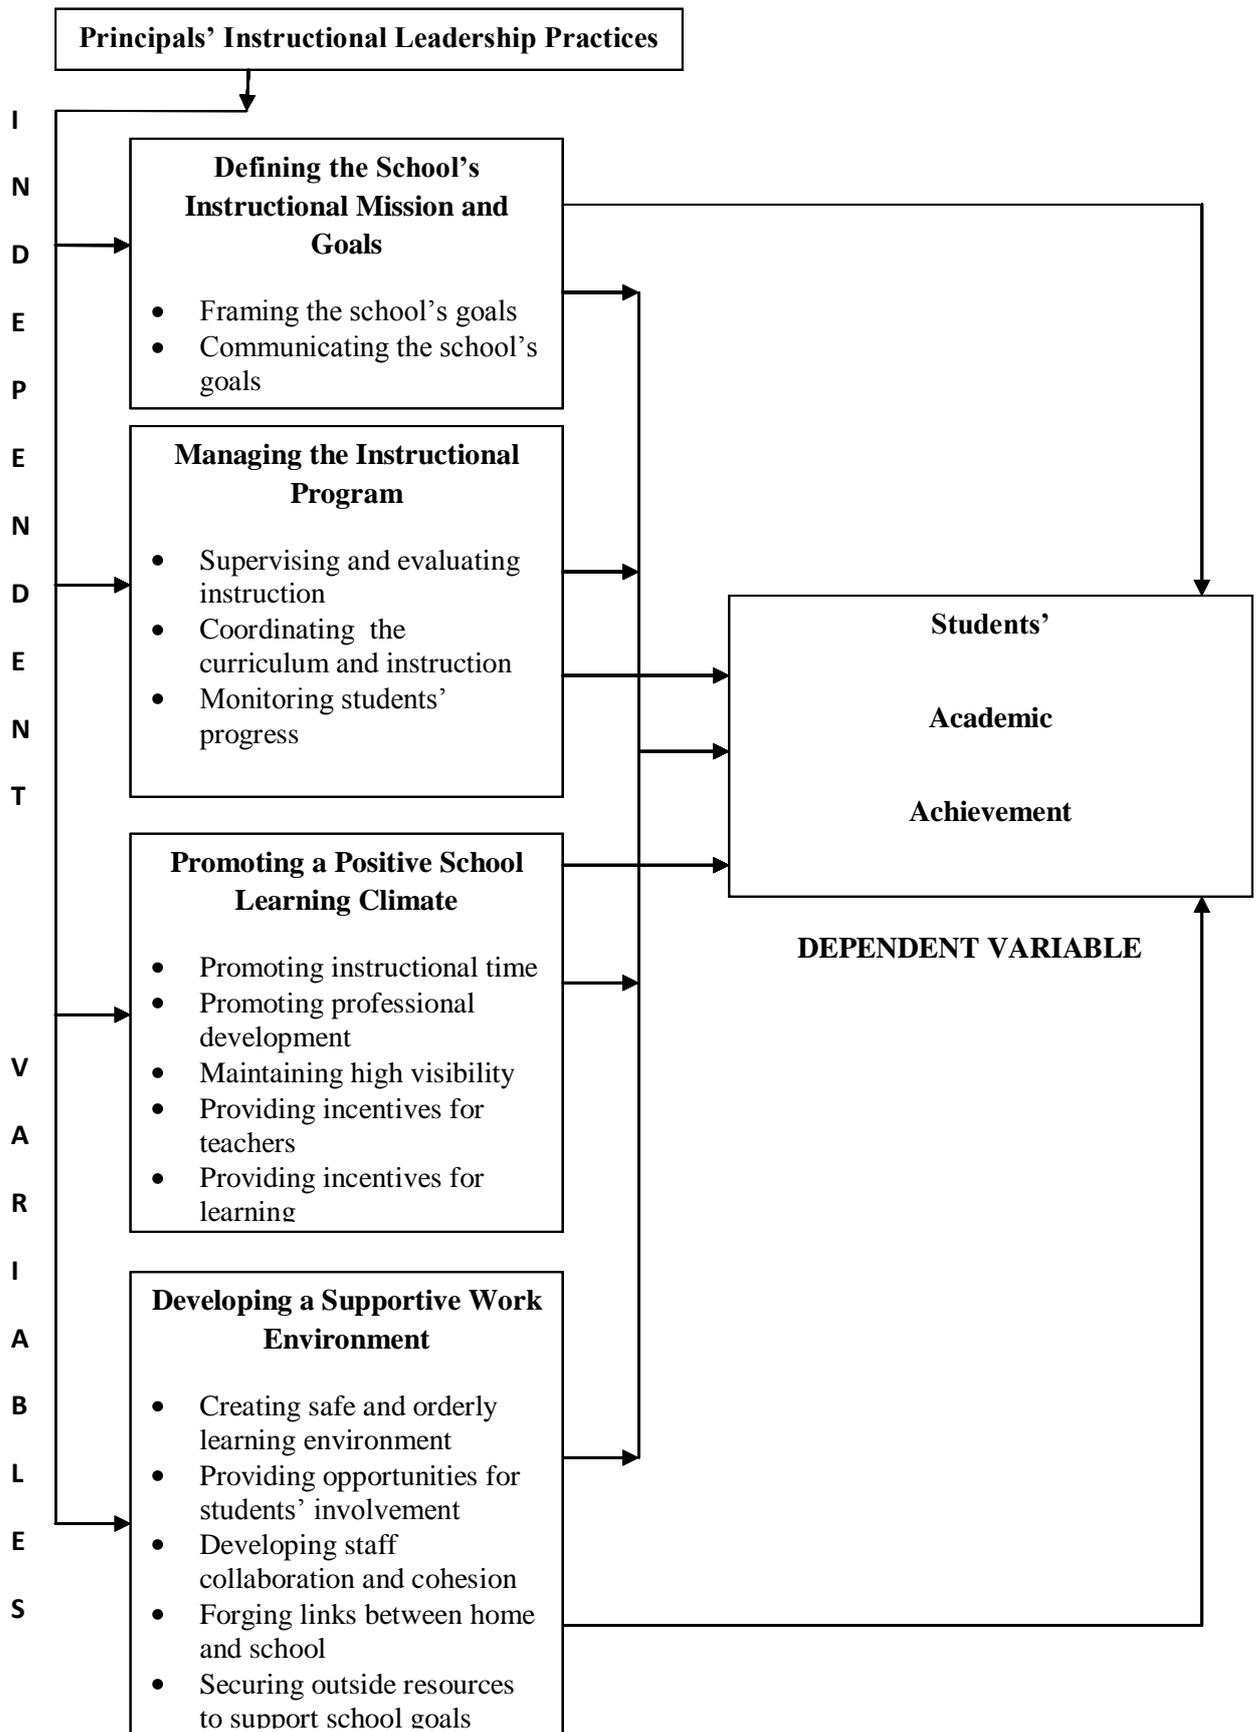 Principals’ Instructional Leadership Practices
INDEPENDENT
VARIABLES
Defining the School’s
Instructional Mission and
Goals
• Framing the school’s goals
• Communicating the school’s
goals
Managing the Instructional
Program
• Supervising and evaluating
instruction
• Coordinating the
curriculum and instruction
• Monitoring students’
progress
Promoting a Positive School
Learning Climate
• Promoting instructional time
• Promoting professional
development
• Maintaining high visibility
• Providing incentives for
teachers
• Providing incentives for
learning
Developing a Supportive Work
Environment
• Creating safe and orderly
learning environment
• Providing opportunities for
students’ involvement
• Developing staff
collaboration and cohesion
• Forging links between home
and school
• Securing outside resources
to support school goals
Students’
Academic
Achievement
DEPENDENT VARIABLE